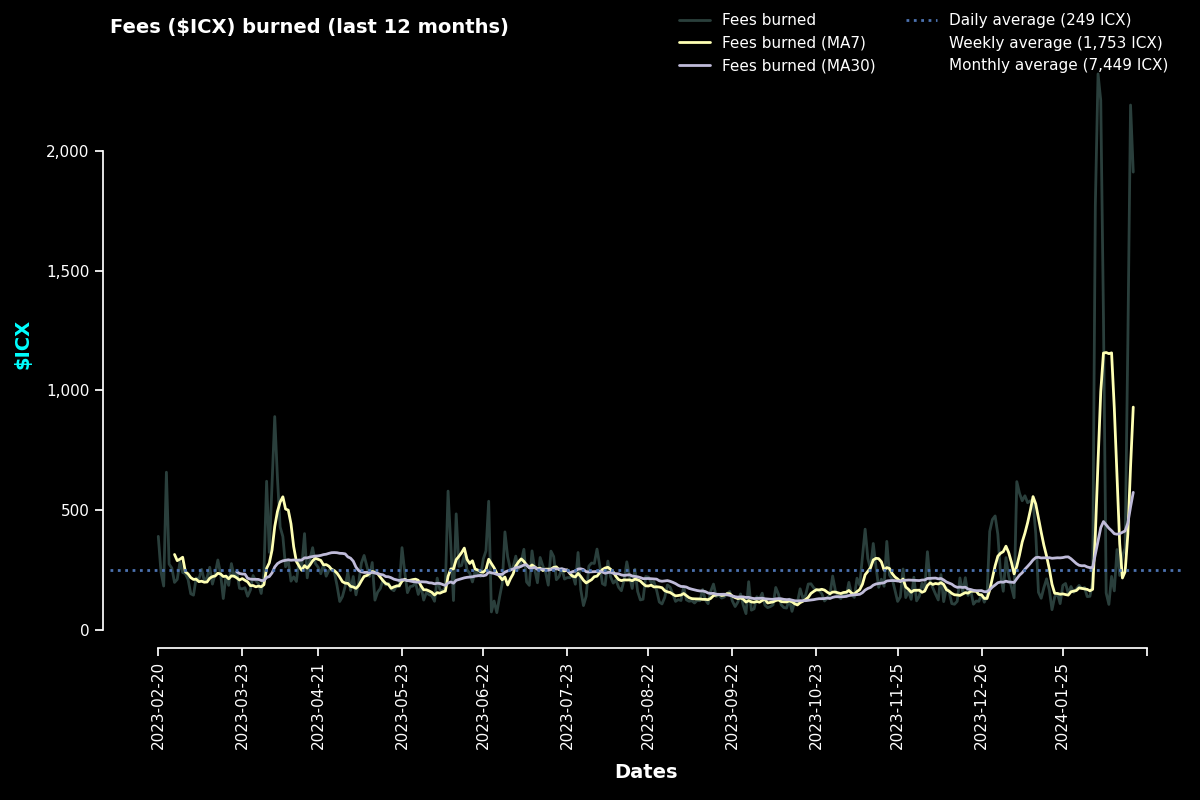 Fees ($ICX) burned (last 12 months)
Fees burned
Fees burned (MA7)
Fees burned (MA30)
Daily average (249 ICX)
Weekly average (1,753 ICX)
Monthly average (7,449 ICX)
$ICX
2,000
1,500
1,000
500
0
2023-02-20
2023-03-23
2023-04-21
2023-05-23
2023-06-22
2023-07-23
2023-08-22
2023-09-22
2023-10-23
2023-11-25
2023-12-26
2024-01-25
Dates